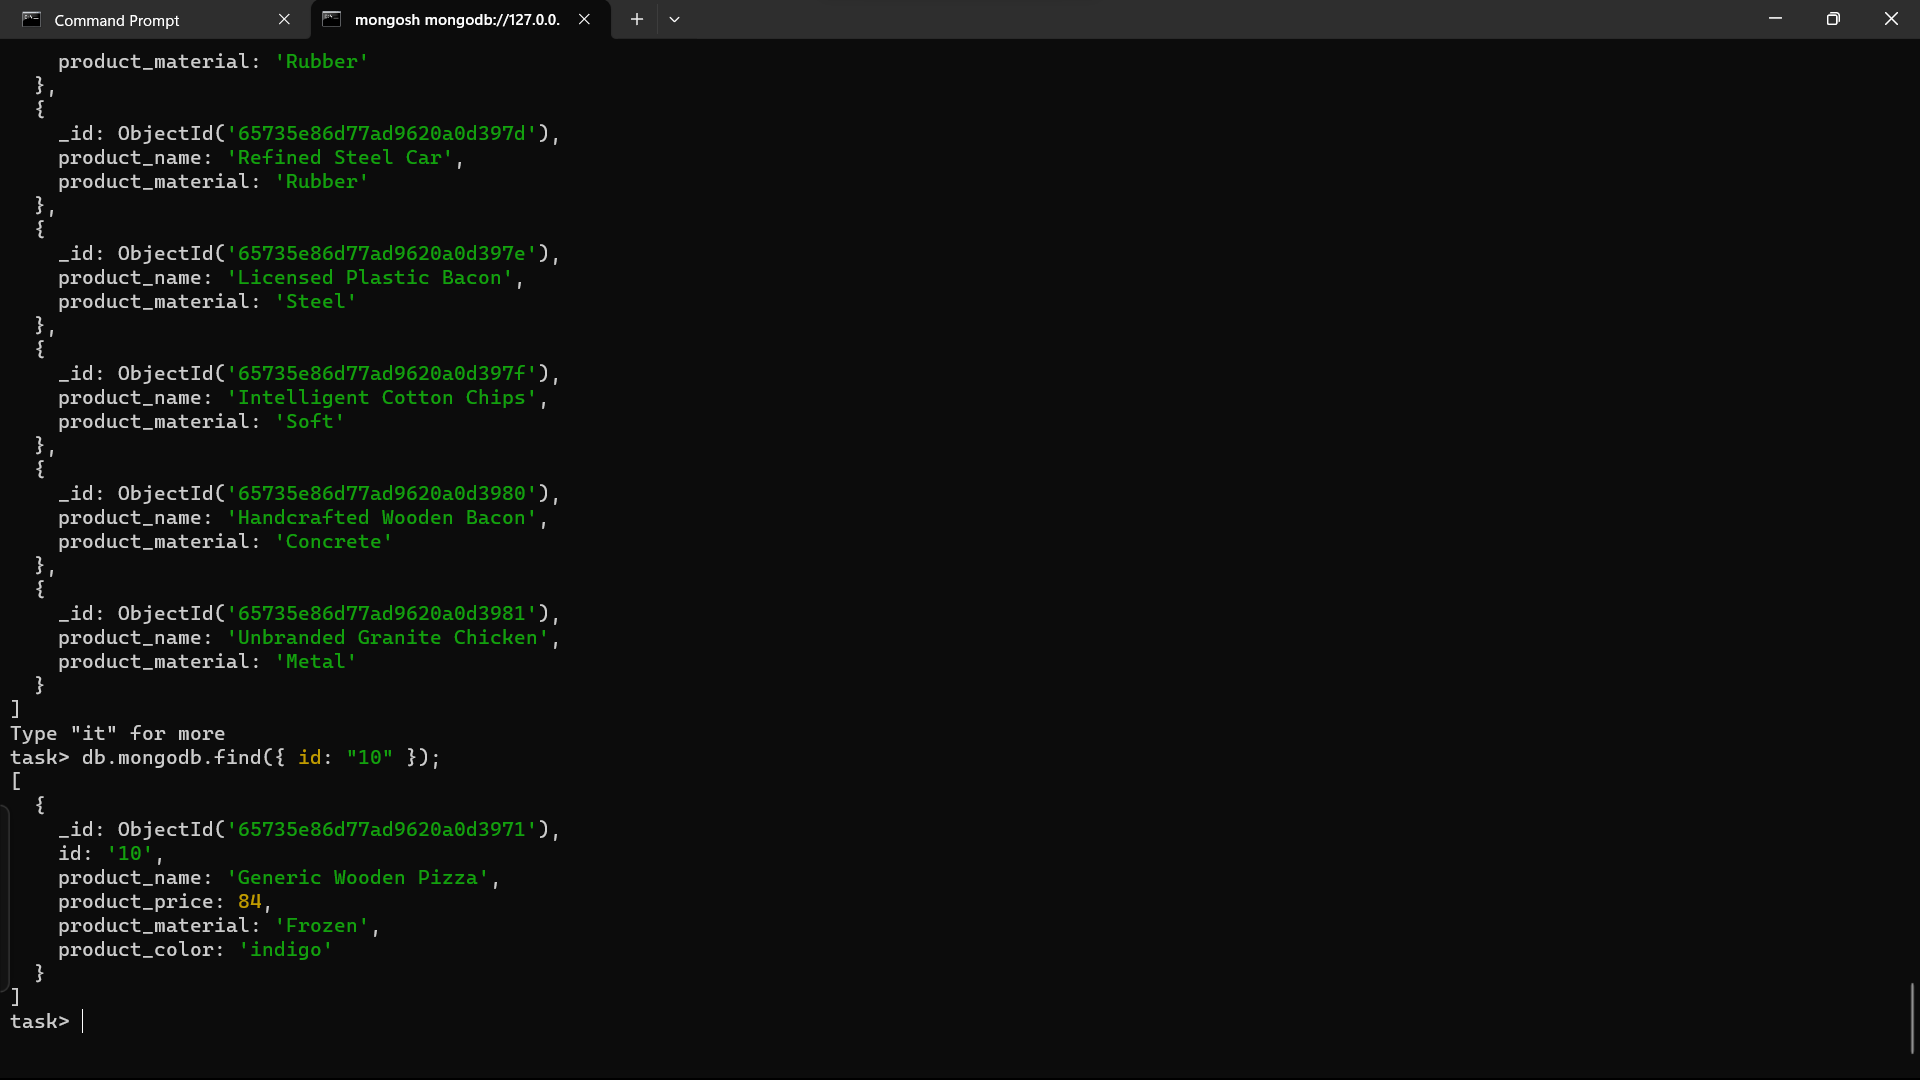 Command Prompt
mongosh mongodb://127.0.0.
product_material: 'Rubber'
},
{
_id: ObjectId('65735e86d77ad9620a0d397d'),
product_name: 'Refined Steel Car',
product_material: 'Rubber'
},
{
_id: ObjectId('65735e86d77ad9620a0d397e'),
product_name: 'Licensed Plastic Bacon',
product_material: 'Steel'
},
{
_id: ObjectId('65735e86d77ad9620a0d397f'),
product_name: 'Intelligent Cotton Chips',
product_material: 'Soft'
},
{
_id: ObjectId('65735e86d77ad9620a0d3980'),
product_name: 'Handcrafted Wooden Bacon',
product_material: 'Concrete'
},
{
_id: ObjectId('65735e86d77ad9620a0d3981'),
product_name: 'Unbranded Granite Chicken',
product_material: 'Metal'
}
]
Type "it" for more
task> db.mongodb.find({ id: "10" });
[
{
_id: ObjectId('65735e86d77ad9620a0d3971'),
id: '10',
product_name: 'Generic Wooden Pizza',
product_price: 84,
product_material: 'Frozen',
product_color: 'indigo'
}
]
task>